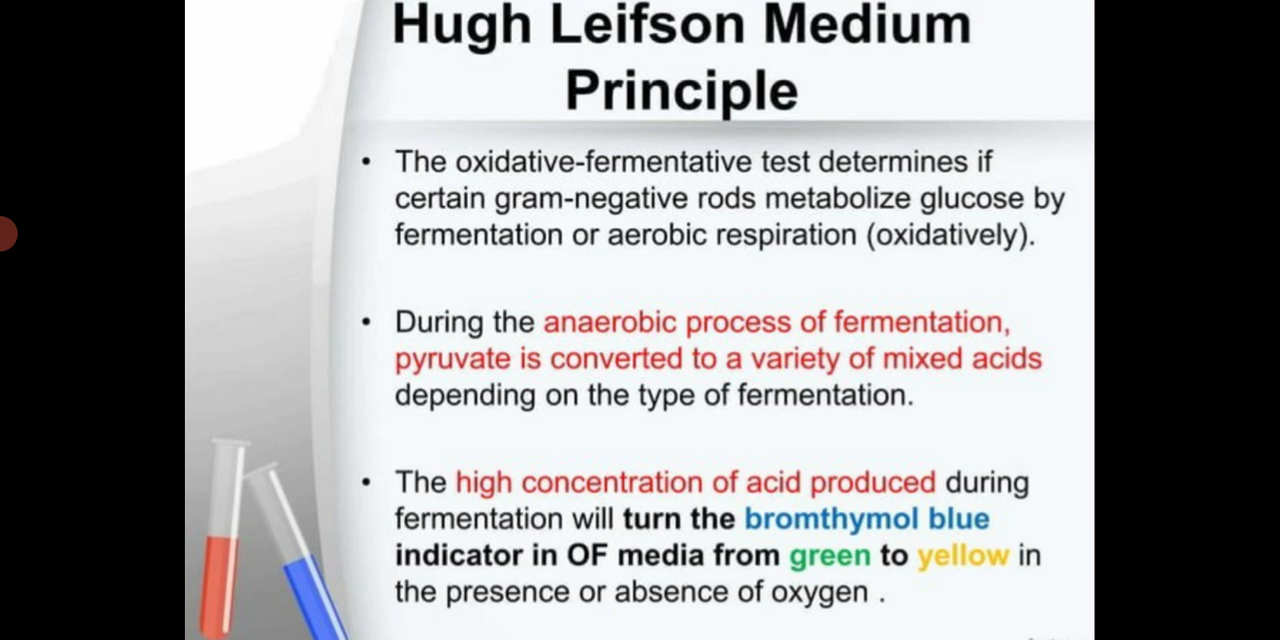 Hugh Leifson Medium
Principle
• The oxidative-fermentative test determines if
certain gram-negative rods metabolize glucose by
fermentation or aerobic respiration (oxidatively).
• During the anaerobic process of fermentation,
pyruvate is converted to a variety of mixed acids
depending on the type of fermentation.
• The high concentration of acid produced during
fermentation will turn the bromthymol blue
indicator in OF media from green to yellow in
the presence or absence of oxygen .